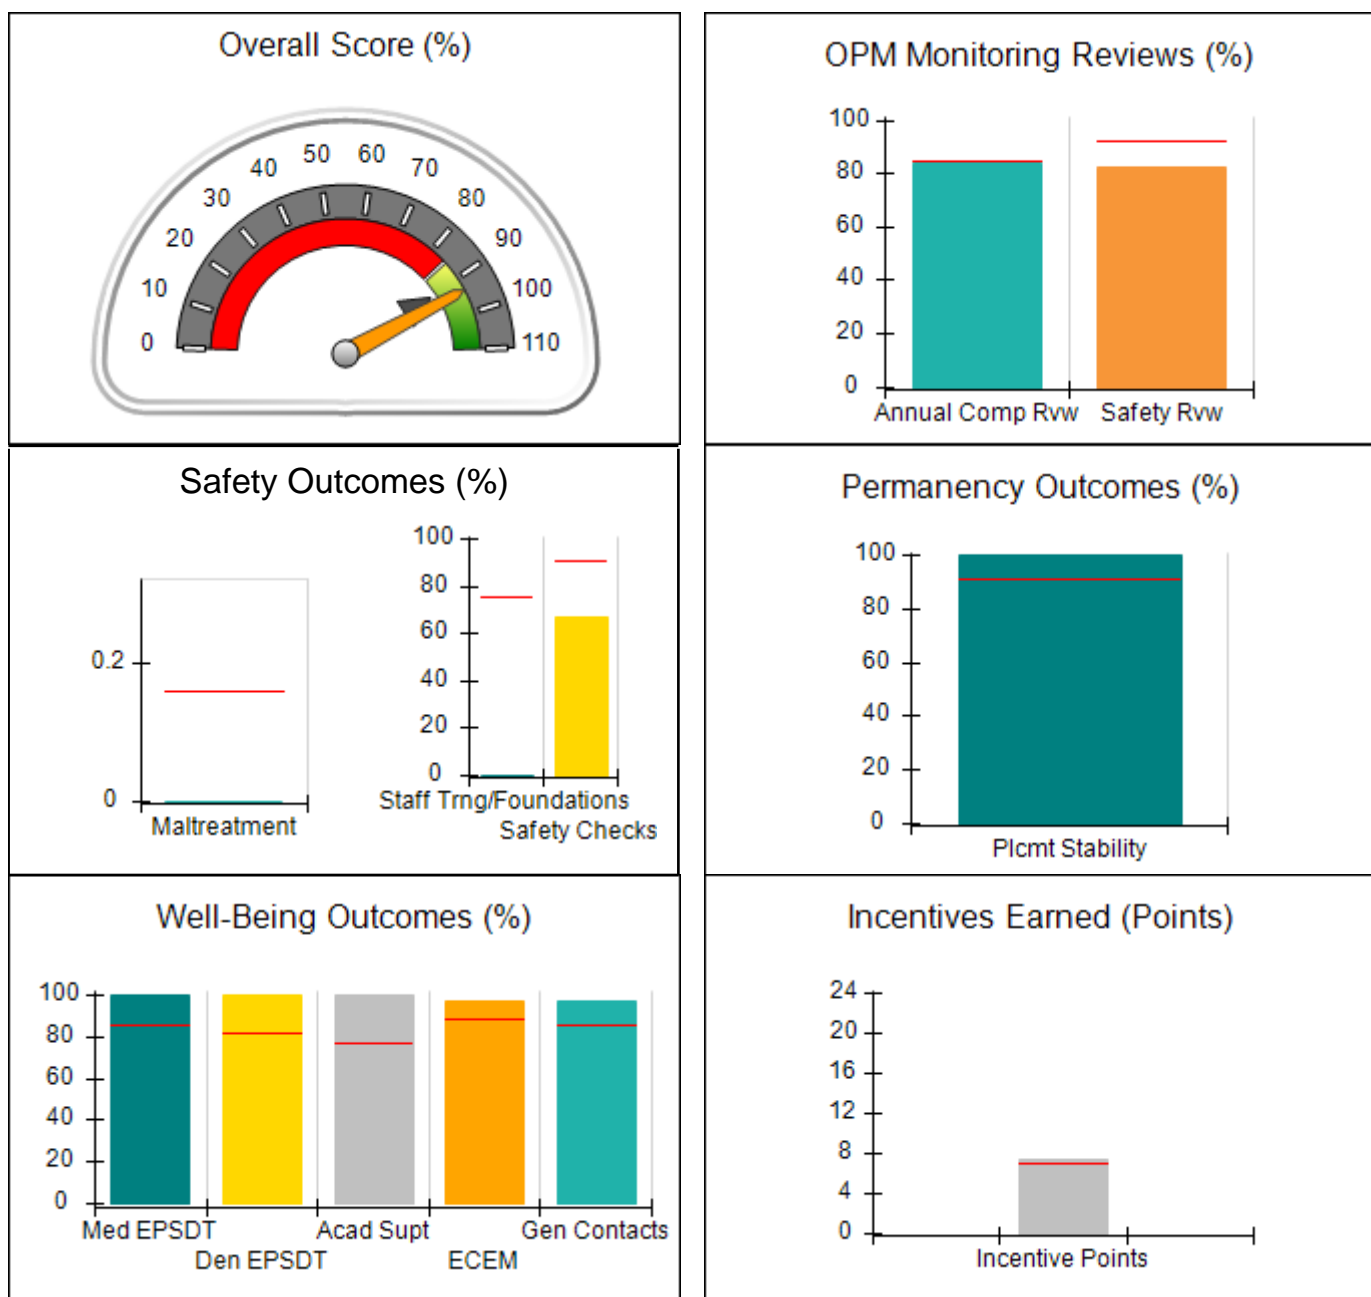 Overall Score (%)
0
10
20
30
40
50
60
70
80
90
100
110
OPM Monitoring Reviews (%)
100
80
60
40
20
0
Annual Comp Rvw
Safety Rvw
Safety Outcomes (%)
0.2
0
Maltreatment
100
80
60
40
20
0
Staff Trng/Foundations
Safety Checks
Permanency Outcomes (%)
100
80
60
40
20
0
Plcmt Stability
Well-Being Outcomes (%)
100
80
60
40
20
0
Med EPSDT
Den EPSDT
Acad Supt
ECEM
Gen Contacts
Incentives Earned (Points)
24
20
16
12
8
4
0
Incentive Points